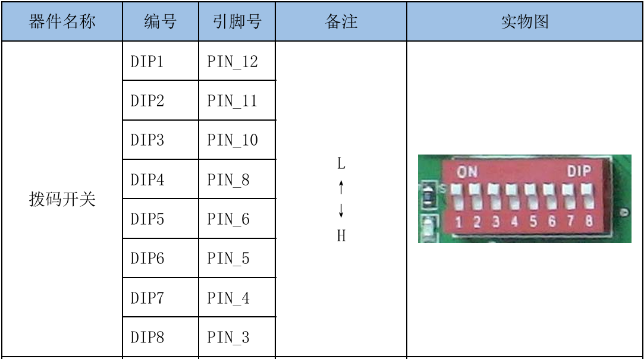 器件名称 编号 引脚号 备注 实物图
拨码开关
DIP1 PIN_12
DIP2 PIN_11
DIP3 PIN_10
DIP4 PIN_8
DIP5 PIN_6
DIP6 PIN_5
DIP7 PIN_4
DIP8 PIN_3
L
↑
↓
H
ON DIP
1 2 3 4 5 6 7 8